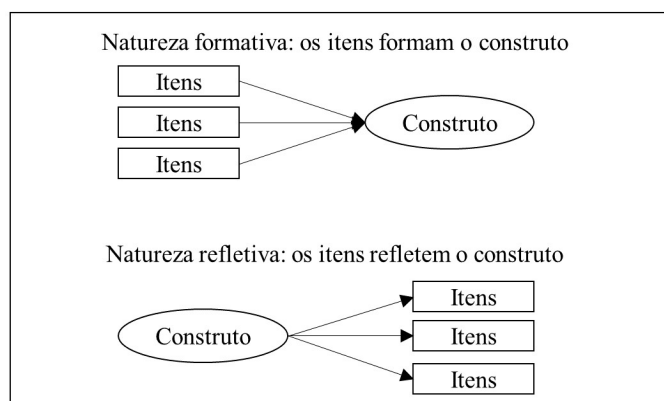 Natureza formativa: os itens formam o construto
Itens
Itens
Construto
Itens
Natureza refletiva: os itens refletem o construto
Itens
Construto
Itens
Itens